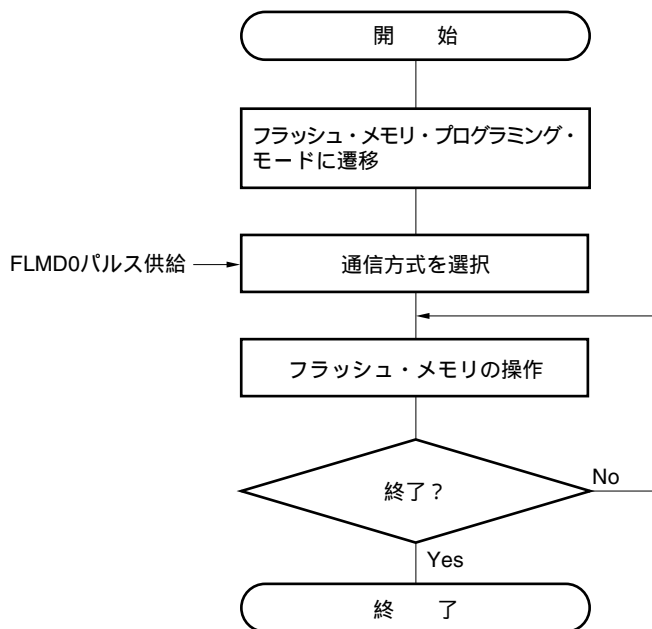 開　始
フラッシュ・メモリ・プログラミング・
モードに遷移
FLMD0パルス供給
通信方式を選択
フラッシュ・メモリの操作
終了？
No
Yes
終　了